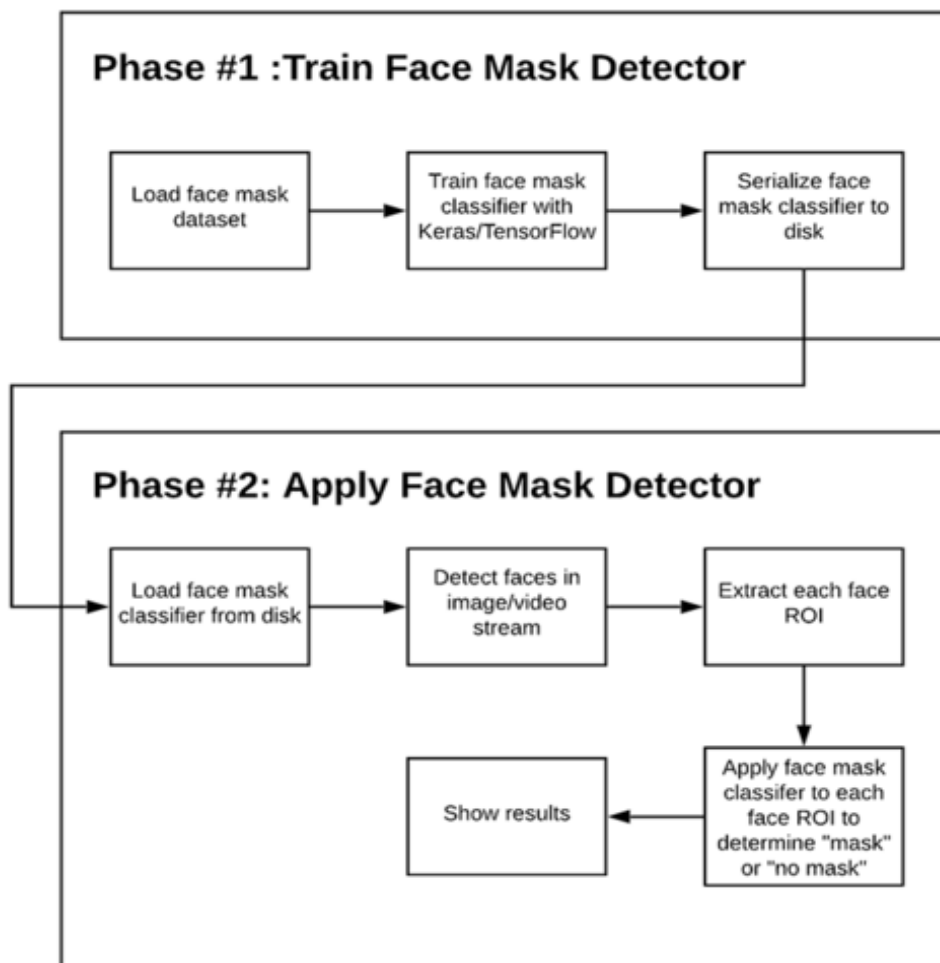 Phase #1 :Train Face Mask Detector
Load face mask
dataset
Train face mask
classifier with
Keras/TensorFlow
Serialize face
mask classifier to
disk
Phase #2: Apply Face Mask Detector
Load face mask
classifier from disk
Detect faces in
image/video
stream
Extract each face
ROI
Apply face mask
classifer to each
face ROI to
determine "mask"
or "no mask"
Show results